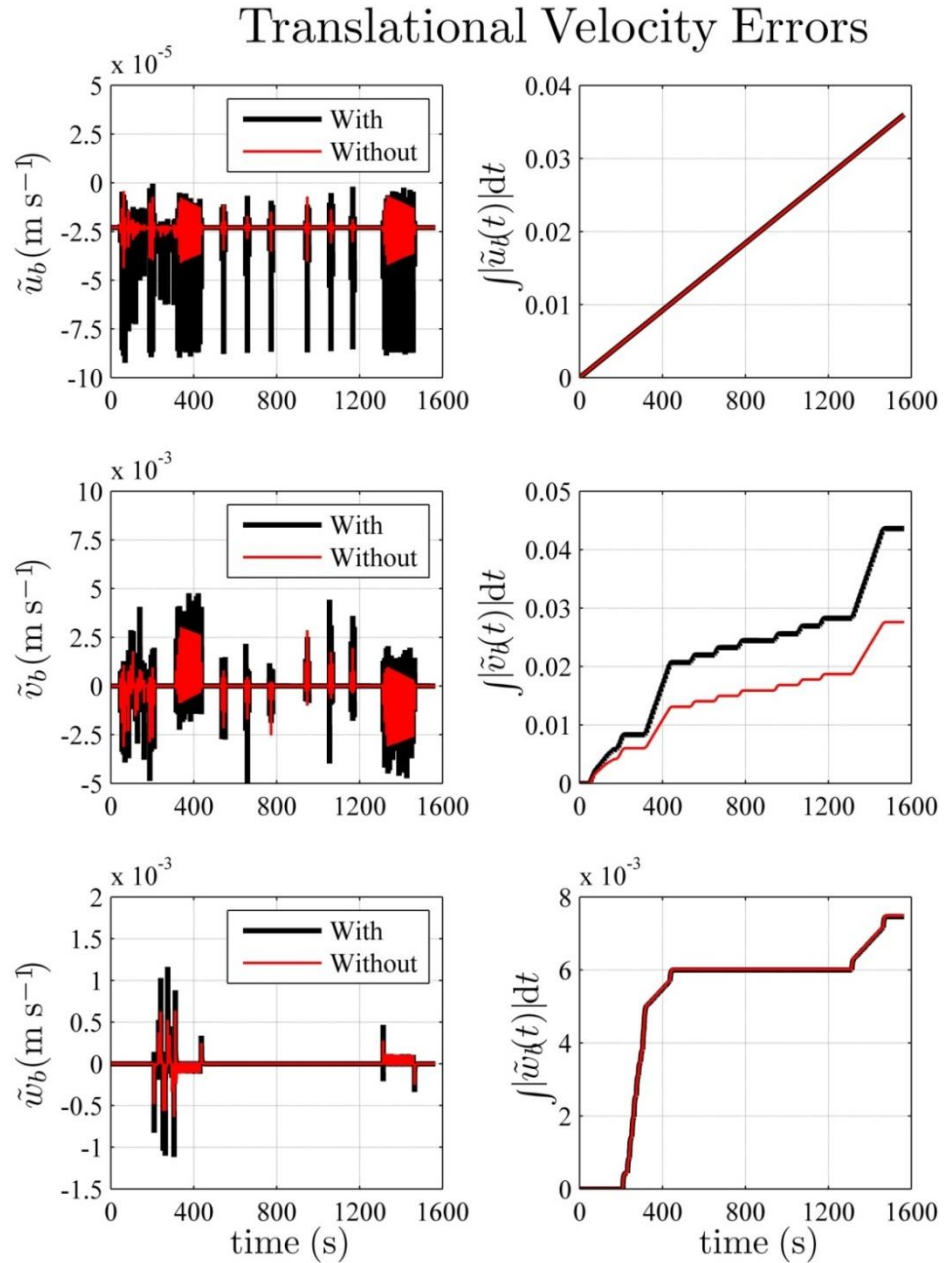 Translational Velocity Errors
x 10^-5
5
2.5
0
-2.5
-5
-7.5
-10
0 400 800 1200 1600
ũ_b(m s⁻¹)
With
Without
0.04
0.03
0.02
0.01
0
0 400 800 1200 1600
∫|ũ_b(t)|dt
x 10^-3
10
7.5
5
2.5
0
-2.5
-5
0 400 800 1200 1600
ṽ_b(m s⁻¹)
With
Without
0.05
0.04
0.03
0.02
0.01
0
0 400 800 1200 1600
∫|ṽ_b(t)|dt
x 10^-3
2
1.5
1
0.5
0
-0.5
-1
-1.5
0 400 800 1200 1600
w̃_b(m s⁻¹)
With
Without
time (s)
x 10^-3
8
6
4
2
0
0 400 800 1200 1600
∫|w̃_b(t)|dt
time (s)